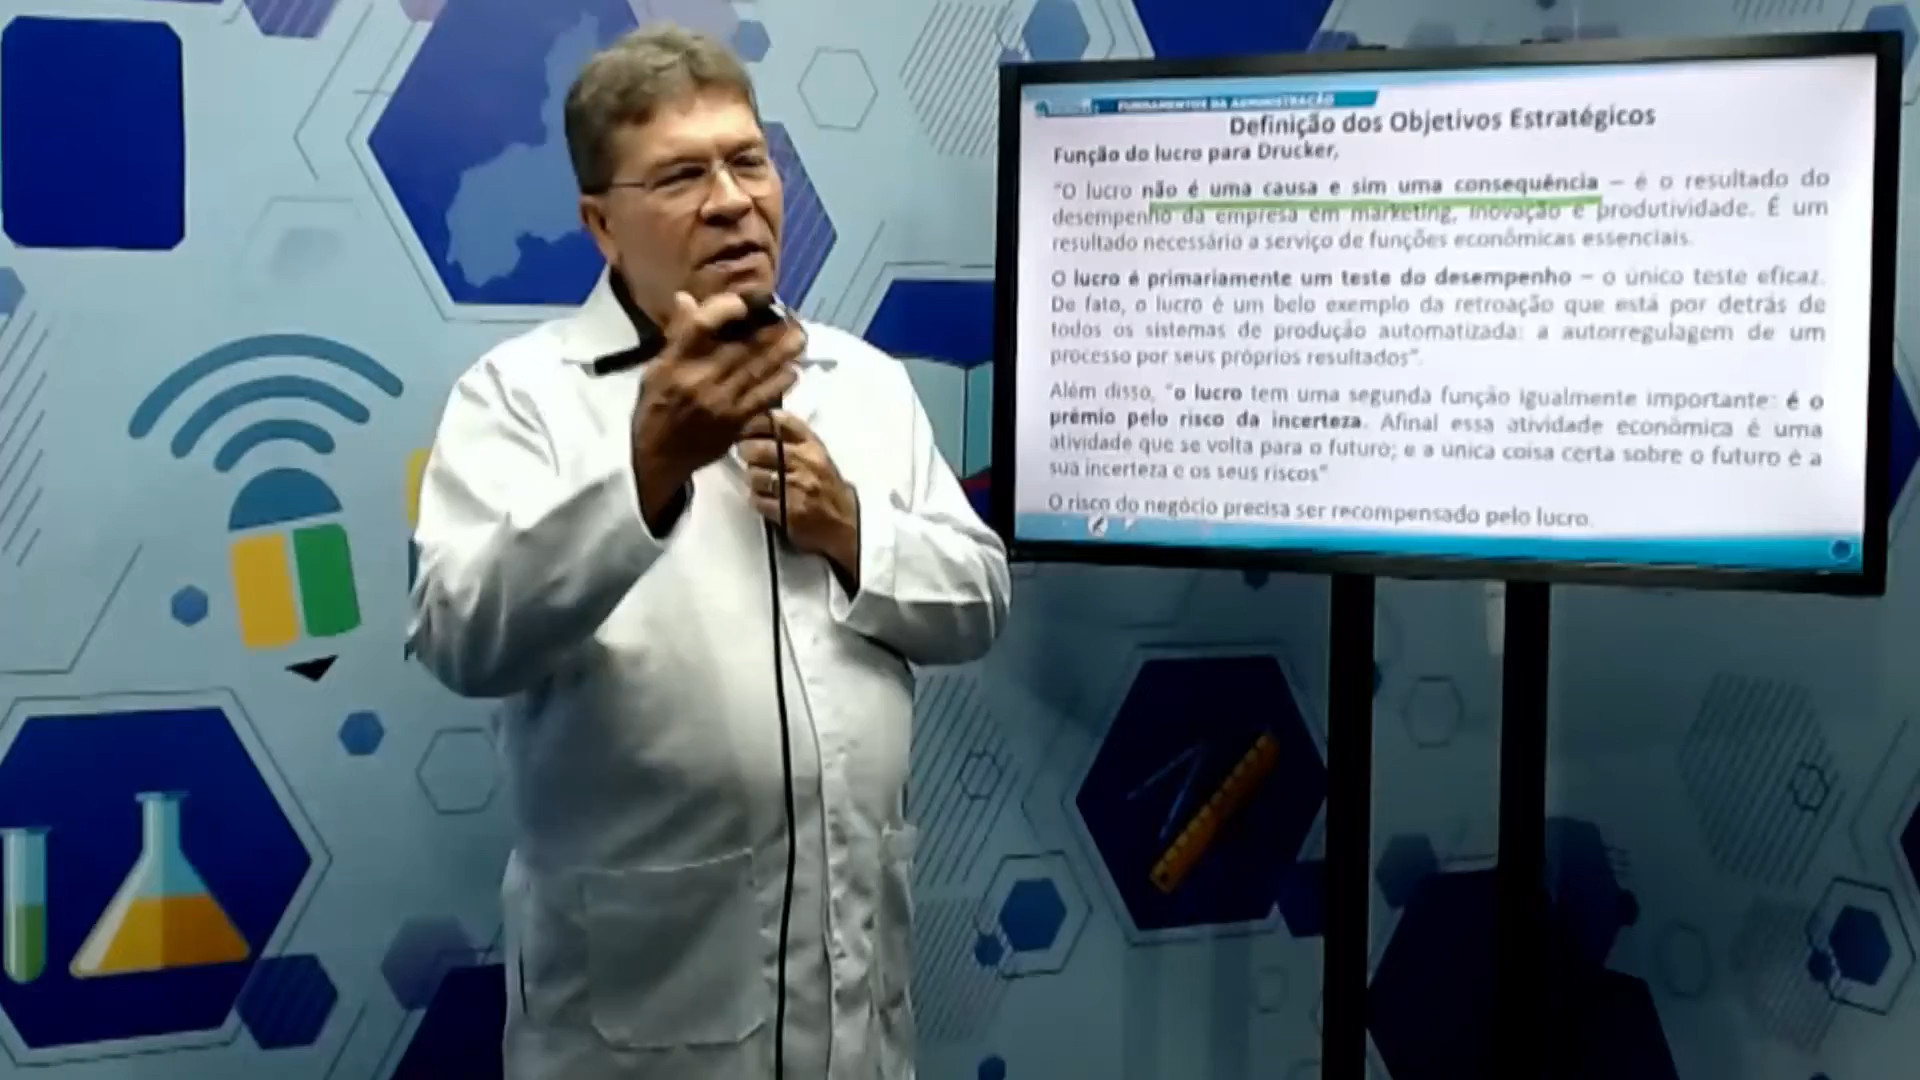 FUNDAMENTOS DA ADMINISTRAÇÃO
Definição dos Objetivos Estratégicos
Função do lucro para Drucker,
"O lucro não é uma causa e sim uma consequência – é o resultado do
desempenho da empresa em marketing, inovação e produtividade. É um
resultado necessário a serviço de funções econômicas essenciais.
O lucro é primariamente um teste do desempenho – o único teste eficaz.
De fato, o lucro é um belo exemplo da retroação que está por detrás de
todos os sistemas de produção automatizada: a autorregulagem de um
processo por seus próprios resultados".
Além disso, "o lucro tem uma segunda função igualmente importante: é o
prêmio pelo risco da incerteza. Afinal essa atividade econômica é uma
atividade que se volta para o futuro; e a única coisa certa sobre o futuro é a
sua incerteza e os seus riscos"
O risco do negócio precisa ser recompensado pelo lucro.